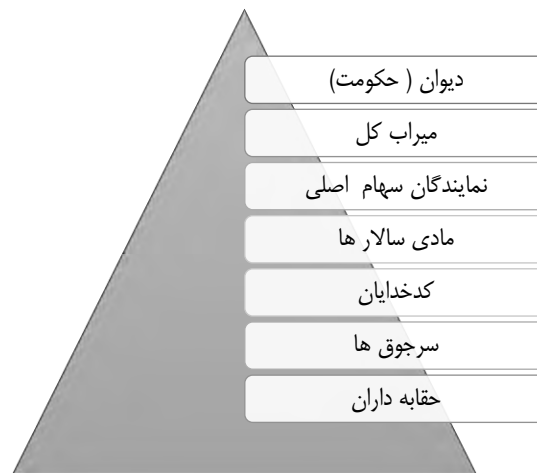 دیوان ( حکومت)
میراب کل
نمایندگان سهام اصلی
مادی سالار ها
کدخدایان
سرجوق ها
حقابه داران